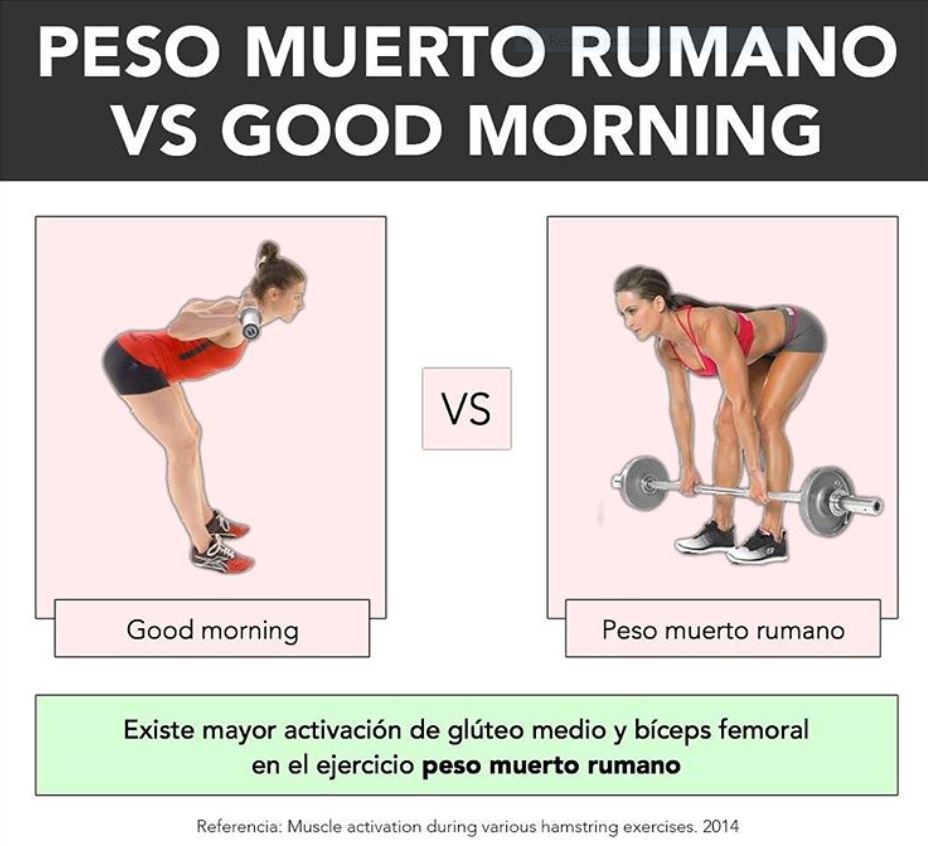 PESO MUERTO RUMANO
VS GOOD MORNING
VS
Good morning
Peso muerto rumano
Existe mayor activación de glúteo medio y bíceps femoral
en el ejercicio peso muerto rumano
Referencia: Muscle activation during various hamstring exercises. 2014